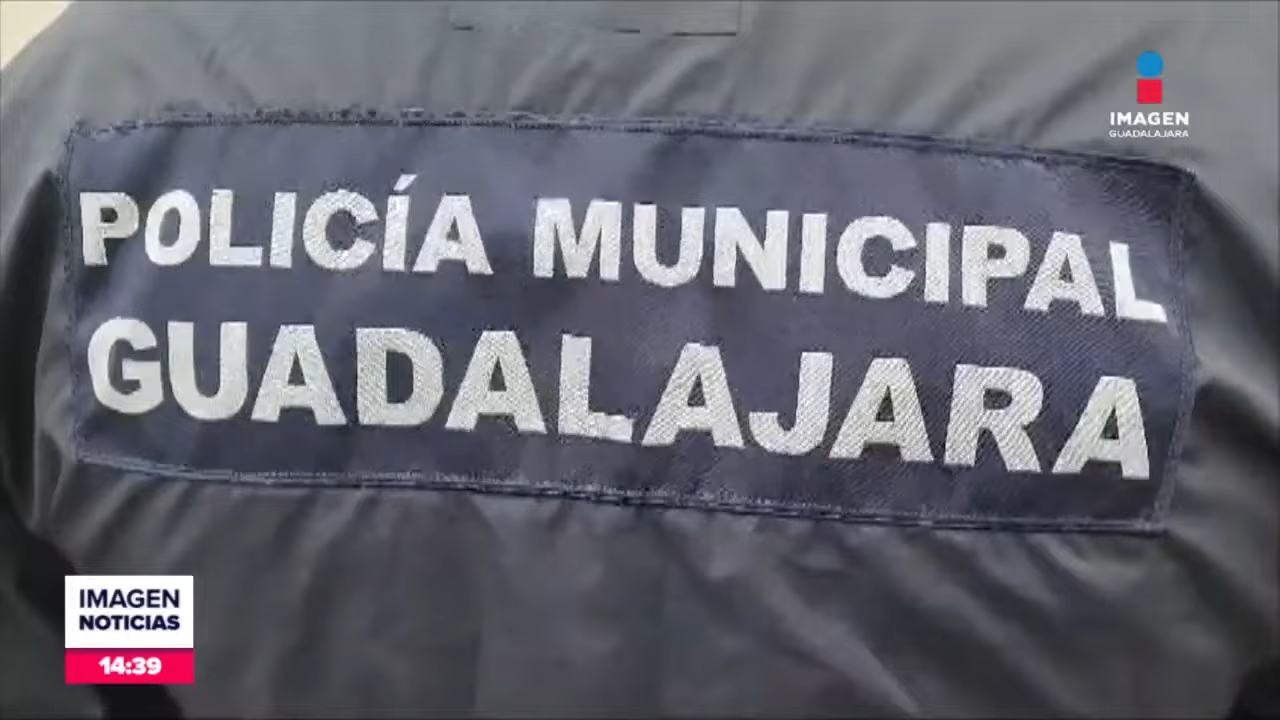 IMAGEN
GUADALAJARA
POLICÍA MUNICIPAL
GUADALAJARA
IMAGEN
NOTICIAS
14:39